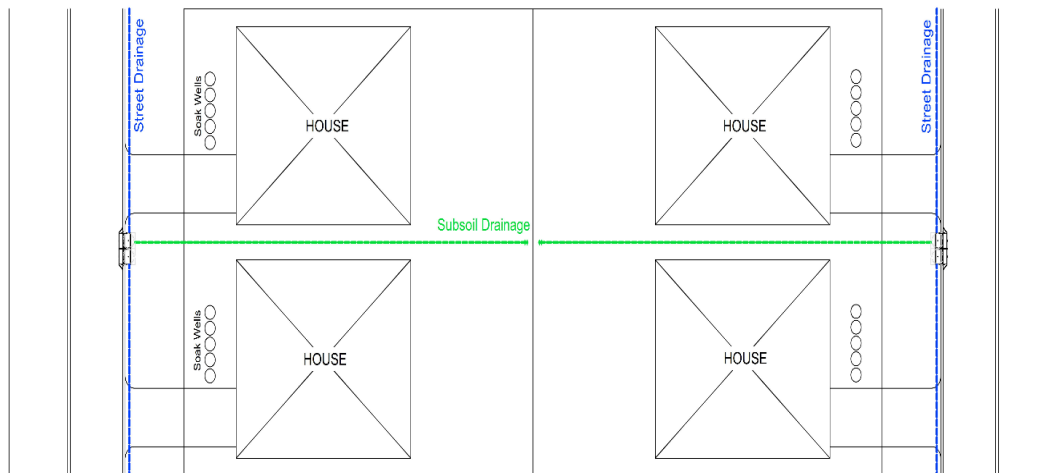 Street Drainage
Soak Wells
HOUSE
HOUSE
Street Drainage
Subsoil Drainage
Soak Wells
HOUSE
HOUSE